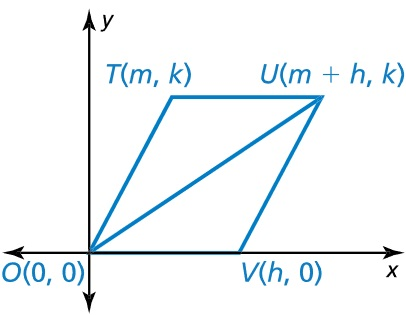 y
T(m, k)
U(m + h, k)
O(0, 0)
V(h, 0)
x